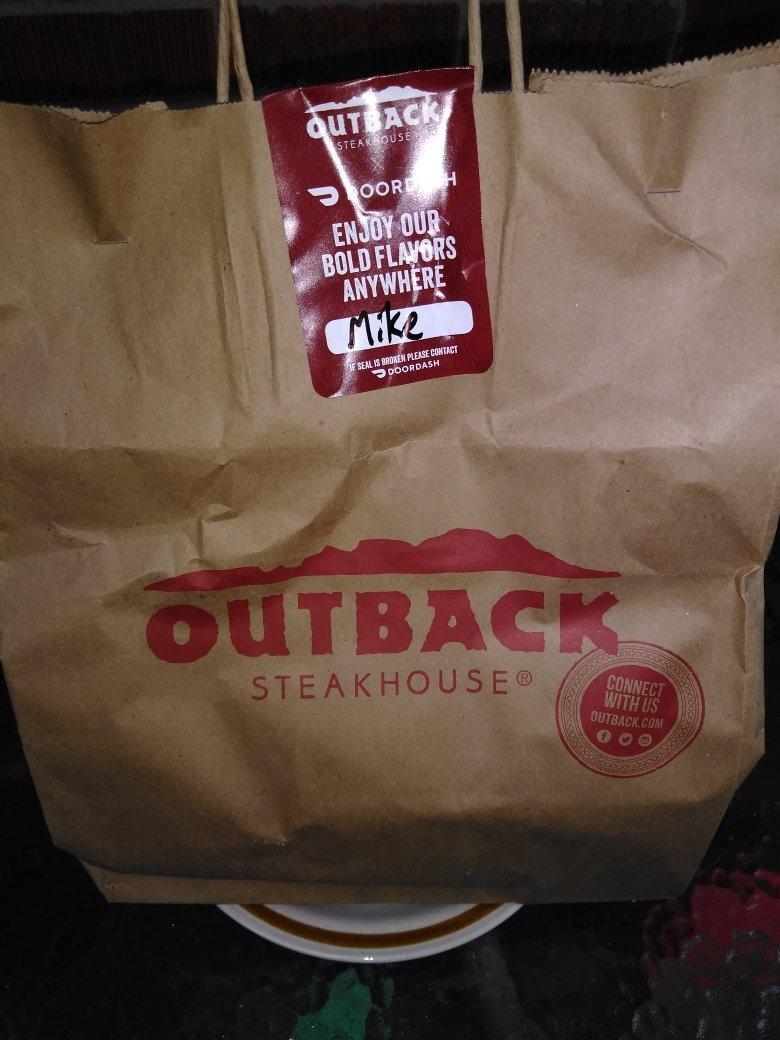 OUTBACK
STEAKHOUSE
X
DOORDASH
ENJOY OUR
BOLD FLAVORS
ANYWHERE
Mike
IF SEAL IS BROKEN PLEASE CONTACT
DOORDASH
OUTBACK
STEAKHOUSE®
CONNECT
WITH US
OUTBACK.COM